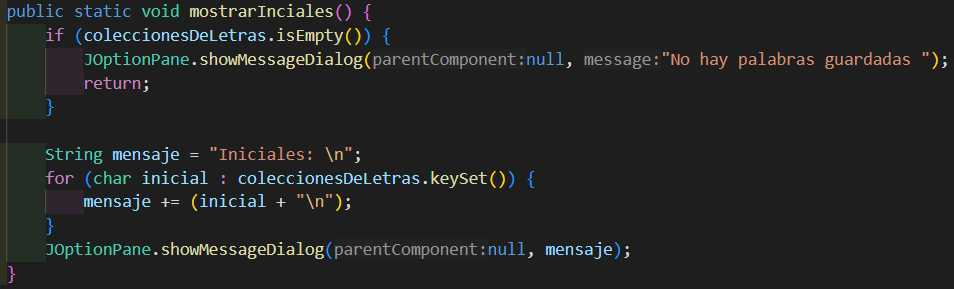 public static void mostrarInciales() {
    if (coleccionesDeLetras.isEmpty()) {
        JOptionPane.showMessageDialog(parentComponent:null, message:"No hay palabras guardadas ");
        return;
    }

    String mensaje = "Iniciales: \n";
    for (char inicial : coleccionesDeLetras.keySet()) {
        mensaje += (inicial + "\n");
    }
    JOptionPane.showMessageDialog(parentComponent:null, mensaje);
}